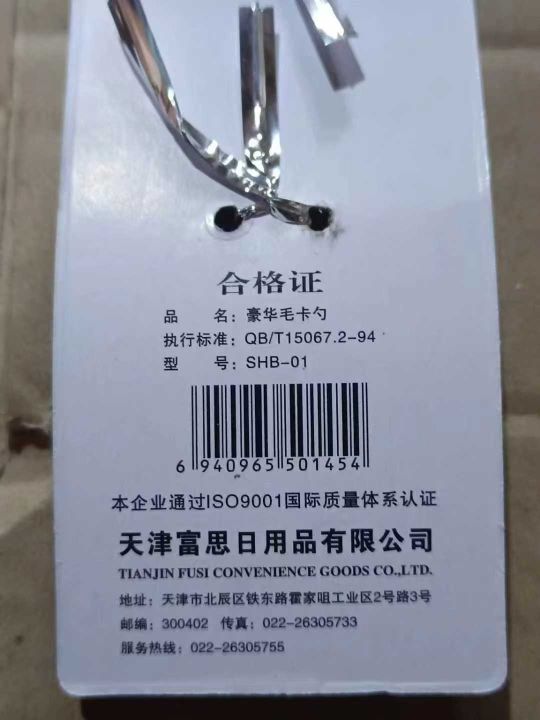 合格证
品 名：豪华毛卡勺
执行标准：QB/T15067.2-94
型 号：SHB-01
6 940965 501454
本企业通过ISO9001国际质量体系认证
天津富思日用品有限公司
TIANJIN FUSI CONVENIENCE GOODS CO.,LTD.
地址：天津市北辰区铁东路霍家咀工业区2号路3号
邮编：300402 传真：022-26305733
服务热线：022-26305755